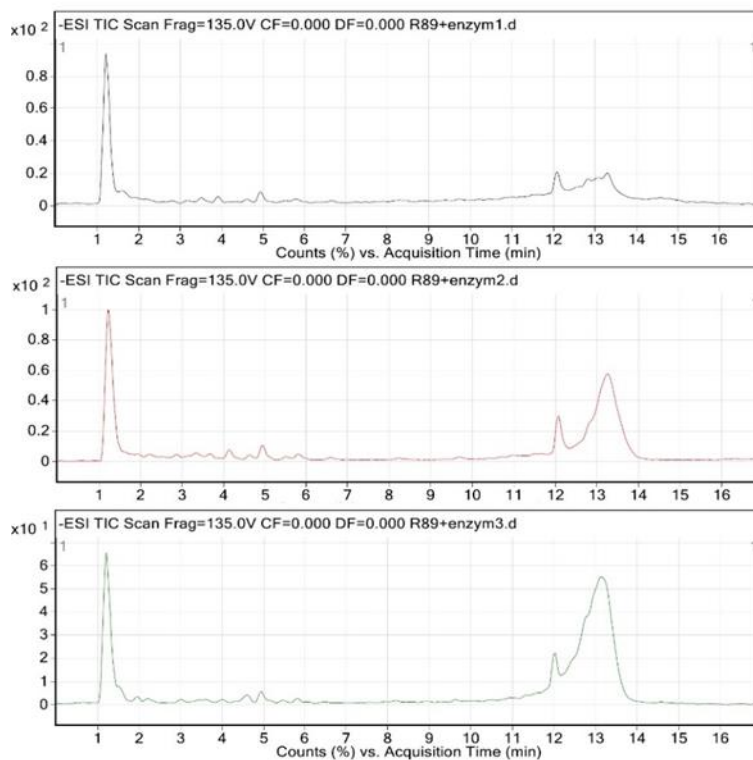 -ESI TIC Scan Frag=135.0V CF=0.000 DF=0.000 R89+enzym1.d
x10 2
1 1
0.8
0.6
0.4
0.2
0
1 2 3 4 5 6 7 8 9 10 11 12 13 14 15 16
Counts (%) vs. Acquisition Time (min)
-ESI TIC Scan Frag=135.0V CF=0.000 DF=0.000 R89+enzym2.d
x10 2
1
1
0.8
0.6
0.4
0.2
0
1 2 3 4 5 6 7 8 9 10 11 12 13 14 15 16
Counts (%) vs. Acquisition Time (min)
-ESI TIC Scan Frag=135.0V CF=0.000 DF=0.000 R89+enzym3.d
x10 1
1
6
5
4
3
2
1
0
1 2 3 4 5 6 7 8 9 10 11 12 13 14 15 16
Counts (%) vs. Acquisition Time (min)